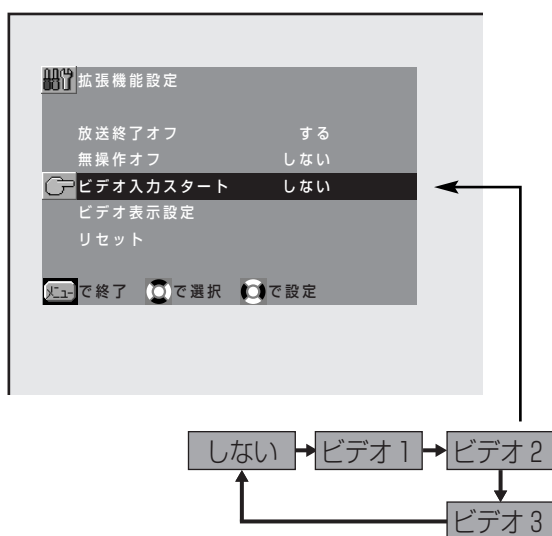 拡張機能設定
放送終了オフ する
無操作オフ しない
ビデオ入力スタート しない
ビデオ表示設定
リセット
メニューで終了 で選択 で設定
しない ビデオ1 ビデオ2
ビデオ3